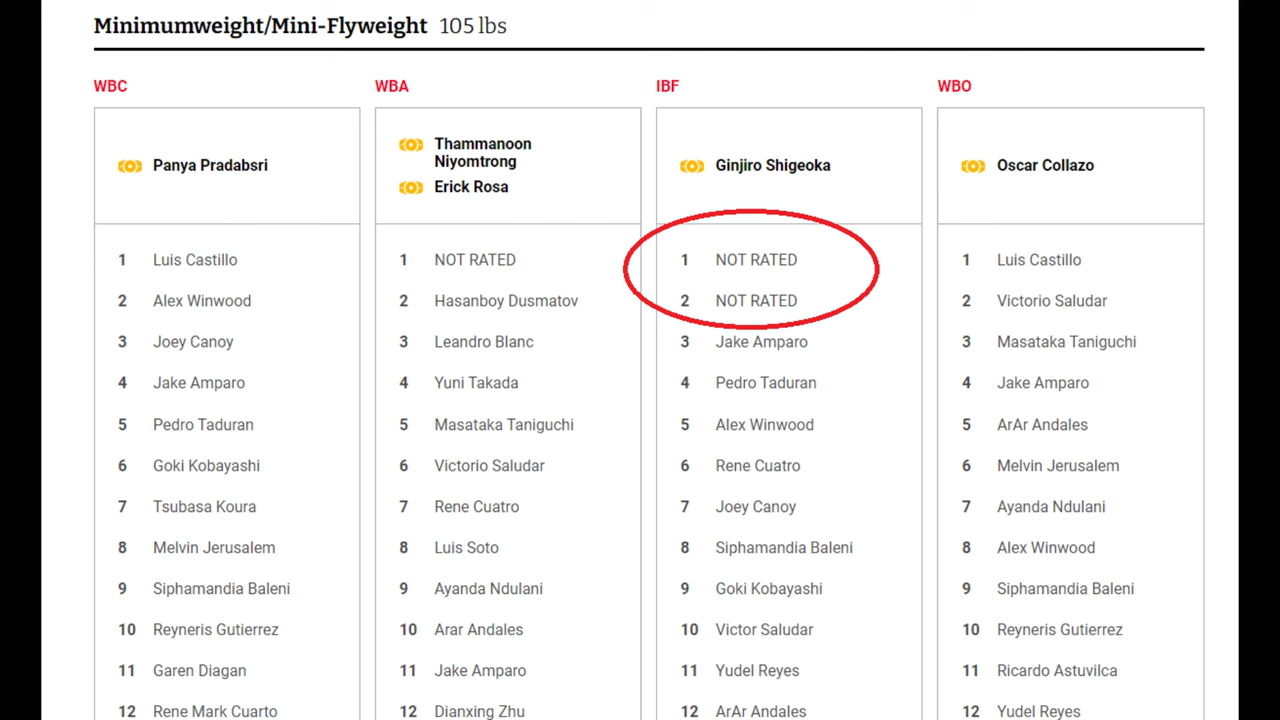 Minimumweight/Mini-Flyweight 105 lbs
WBC
Panya Pradabsri
1 Luis Castillo
2 Alex Winwood
3 Joey Canoy
4 Jake Amparo
5 Pedro Taduran
6 Goki Kobayashi
7 Tsubasa Koura
8 Melvin Jerusalem
9 Siphamandia Baleni
10 Reyneris Gutierrez
11 Garen Diagan
12 Rene Mark Cuarto
WBA
Thammanoon
Niyomtrong
Erick Rosa
1 NOT RATED
2 Hasanboy Dusmatov
3 Leandro Blanc
4 Yuni Takada
5 Masataka Taniguchi
6 Victorio Saludar
7 Rene Cuatro
8 Luis Soto
9 Ayanda Ndulani
10 Arar Andales
11 Jake Amparo
12 Dianxing Zhu
IBF
Ginjiro Shigeoka
1 NOT RATED
2 NOT RATED
3 Jake Amparo
4 Pedro Taduran
5 Alex Winwood
6 Rene Cuatro
7 Joey Canoy
8 Siphamandia Baleni
9 Goki Kobayashi
10 Victor Saludar
11 Yudel Reyes
12 ArAr Andales
WBO
Oscar Collazo
1 Luis Castillo
2 Victorio Saludar
3 Masataka Taniguchi
4 Jake Amparo
5 ArAr Andales
6 Melvin Jerusalem
7 Ayanda Ndulani
8 Alex Winwood
9 Siphamandia Baleni
10 Reyneris Gutierrez
11 Ricardo Astuvilca
12 Yudel Reyes